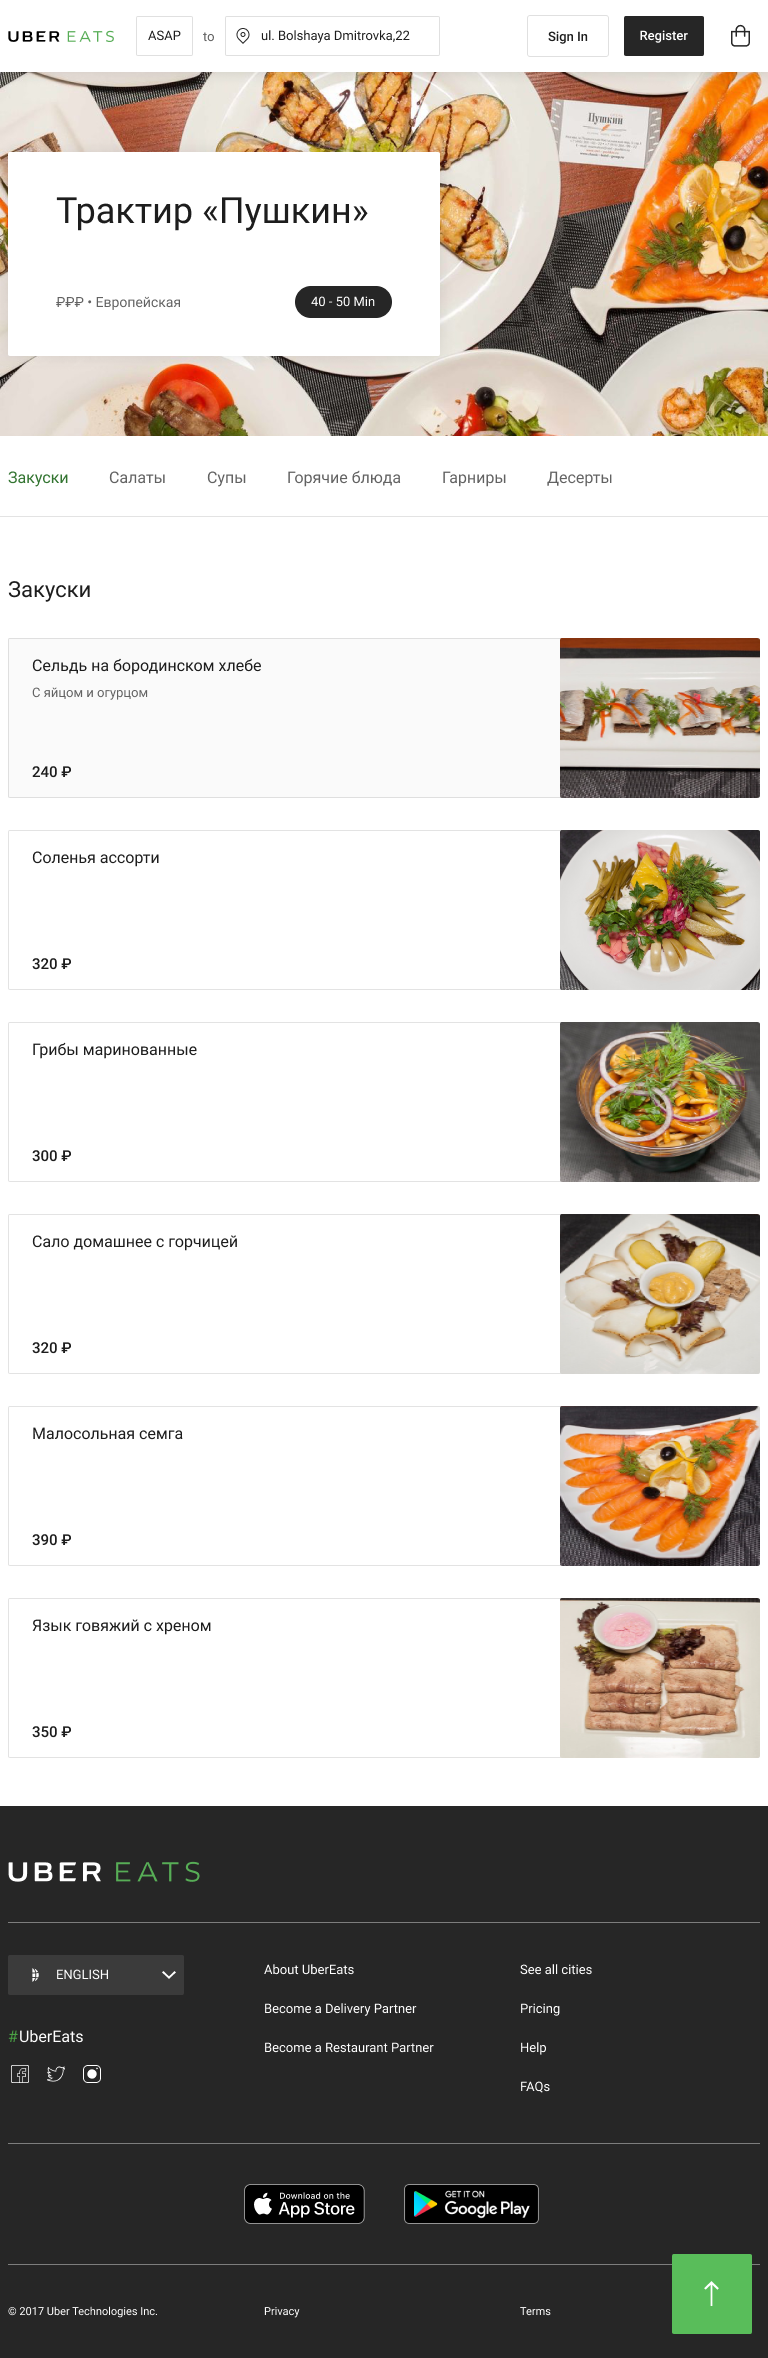 UBER EATS
ASAP
to
ul. Bolshaya Dmitrovka,22
Sign In
Register
Пушкин
Трактир «Пушкин»
₽₽₽ • Европейская
40 - 50 Min
Закуски
Салаты
Супы
Горячие блюда
Гарниры
Десерты
Закуски
Сельдь на бородинском хлебе
С яйцом и огурцом
240 ₽
Соленья ассорти
320 ₽
Грибы маринованные
300 ₽
Сало домашнее с горчицей
320 ₽
Малосольная семга
390 ₽
Язык говяжий с хреном
350 ₽
UBER EATS
ENGLISH
#UberEats
About UberEats
Become a Delivery Partner
Become a Restaurant Partner
See all cities
Pricing
Help
FAQs
Download on the
App Store
GET IT ON
Google Play
© 2017 Uber Technologies Inc.
Privacy
Terms